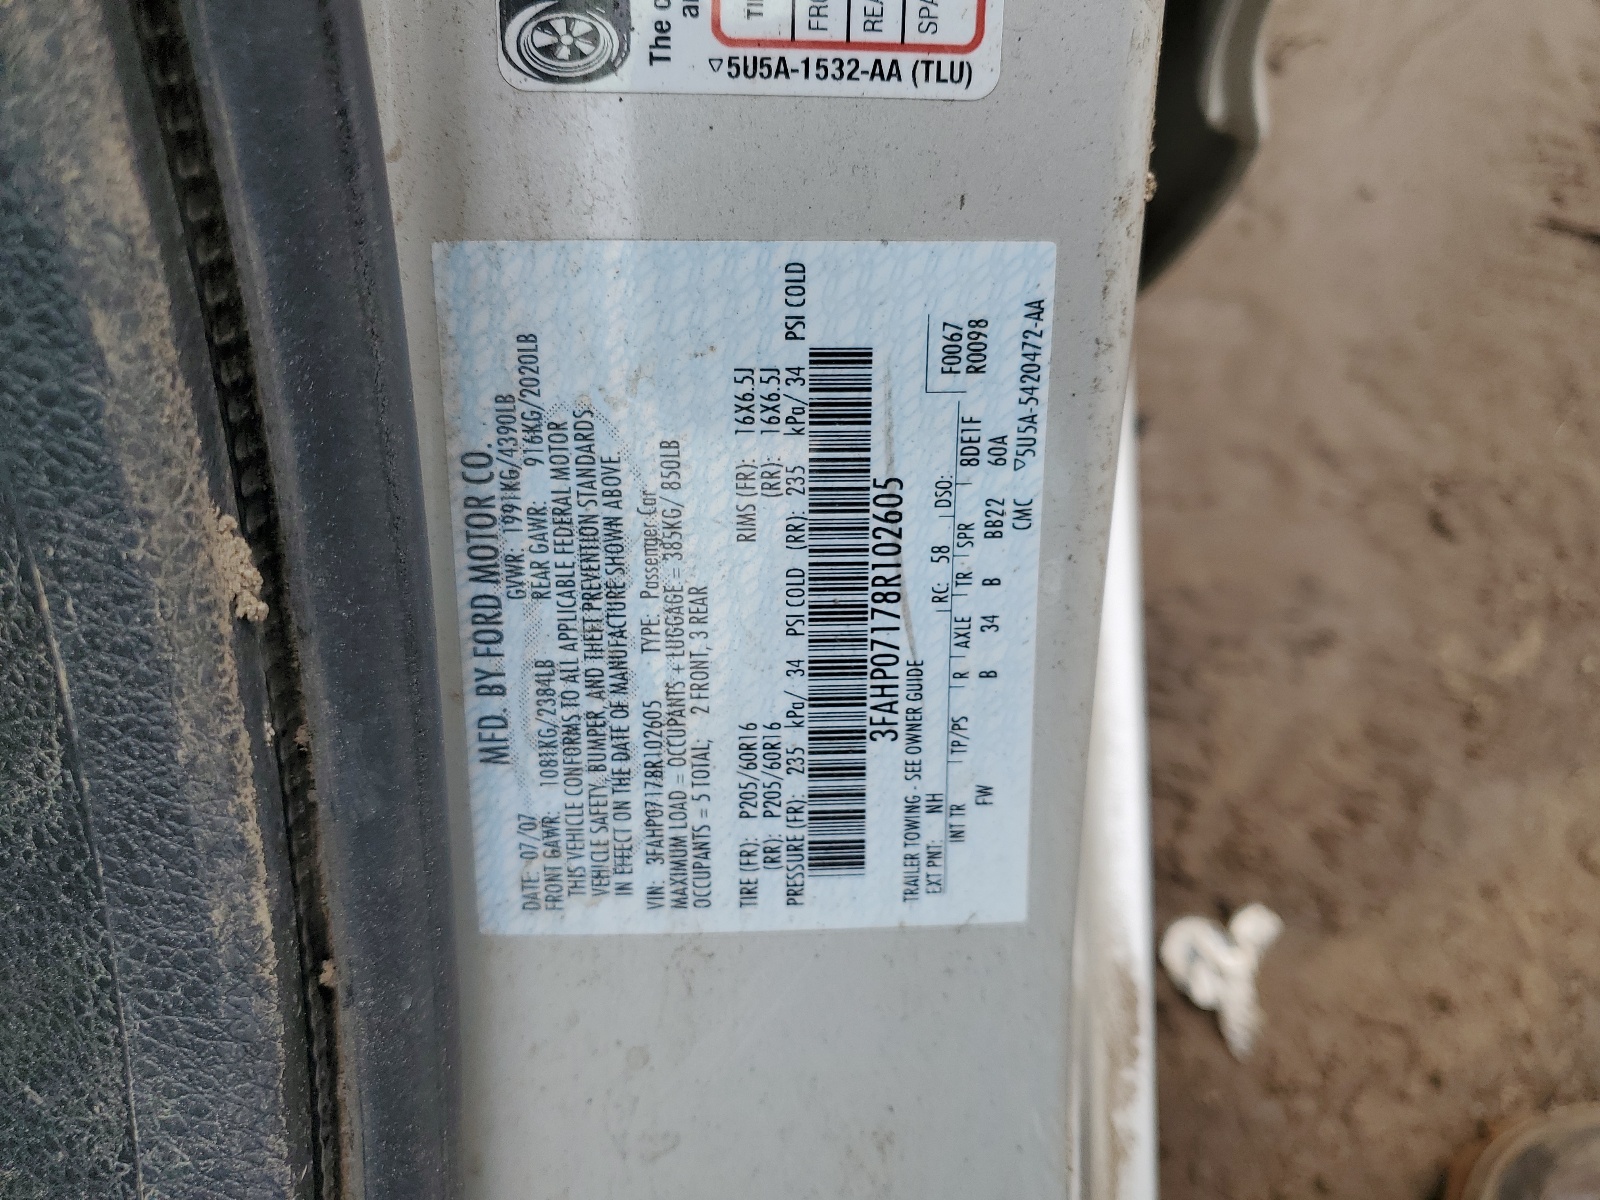 The c
an
TI
FRO
REA
SPA
▽5U5A-1532-AA (TLU)
MFD. BY FORD MOTOR CO.
DATE: 07/07 GVWR: 1991KG/4390LB
FRONT GAWR: 1081KG/2384LB REAR GAWR: 916KG/2020LB
THIS VEHICLE CONFORMS TO ALL APPLICABLE FEDERAL MOTOR
VEHICLE SAFETY, BUMPER, AND THEFT PREVENTION STANDARDS
IN EFFECT ON THE DATE OF MANUFACTURE SHOWN ABOVE.
VIN: 3FAHP07178R102605 TYPE: Passenger Car
MAXIMUM LOAD = OCCUPANTS + LUGGAGE = 385KG/ 850LB
OCCUPANTS = 5 TOTAL; 2 FRONT, 3 REAR
TIRE (FR): P205/60R16 RIMS (FR): 16X6.5J
(RR): P205/60R16 (RR): 16X6.5J
PRESSURE (FR): 235 kPa/ 34 PSI COLD (RR): 235 kPa/ 34 PSI COLD
3FAHP07178R102605
TRAILER TOWING - SEE OWNER GUIDE
EXT PNT: NH RC: 58 DSO: F0067
INT TR TP/PS R AXLE TR SPR 8DE1F R0098
FW B 34 B BB22 60A
CMC ▽5U5A-5420472-AA